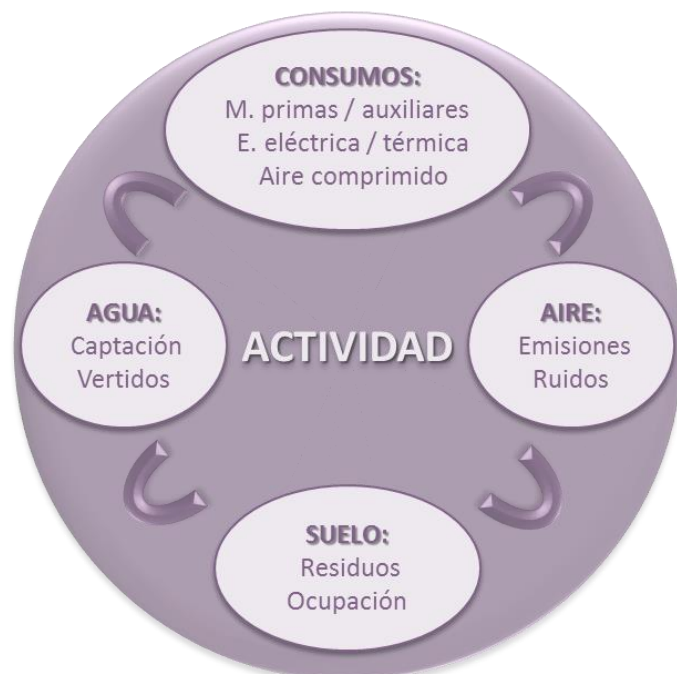 CONSUMOS:
M. primas / auxiliares
E. eléctrica / térmica
Aire comprimido
AGUA:
Captación
Vertidos
ACTIVIDAD
AIRE:
Emisiones
Ruidos
SUELO:
Residuos
Ocupación